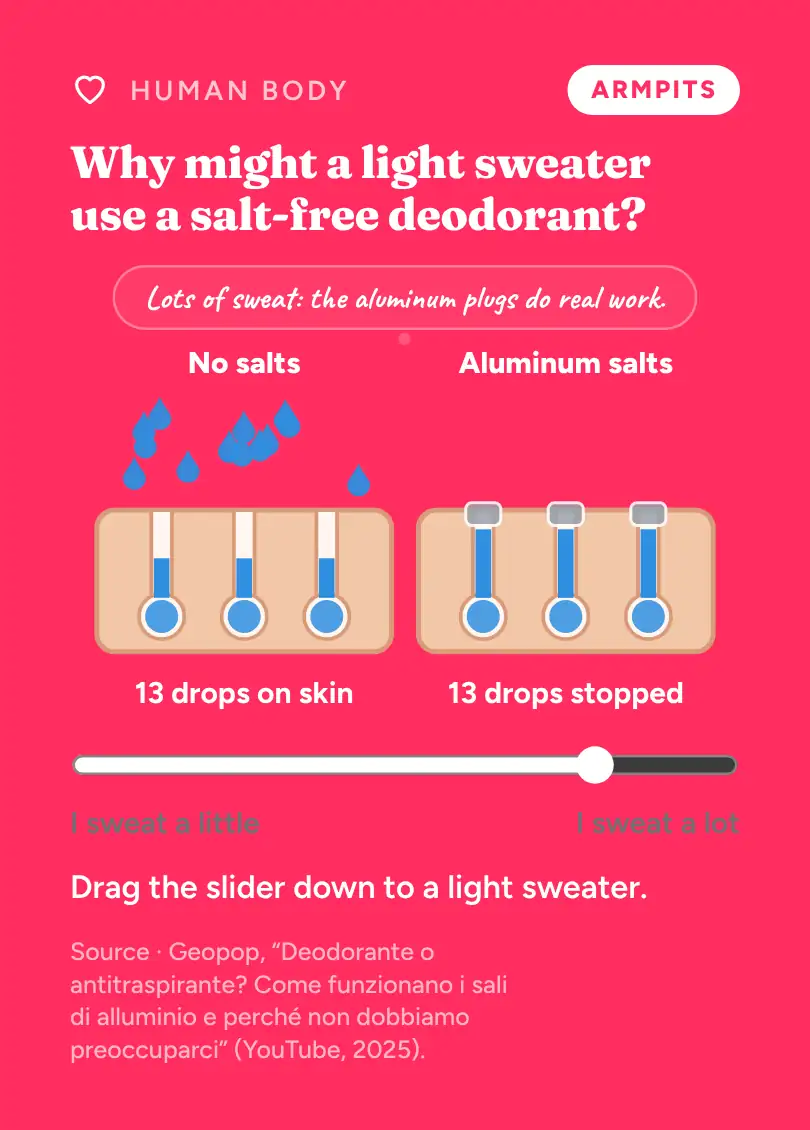 HUMAN BODY
ARMPITS
Why might a light sweater
use a salt-free deodorant?
Lots of sweat: the aluminum plugs do real work.
No salts
Aluminum salts
13 drops on skin
13 drops stopped
I sweat a little
I sweat a lot
Drag the slider down to a light sweater.
Source · Geopop, “Deodorante o
antitraspirante? Come funzionano i sali
di alluminio e perché non dobbiamo
preoccuparci” (YouTube, 2025).